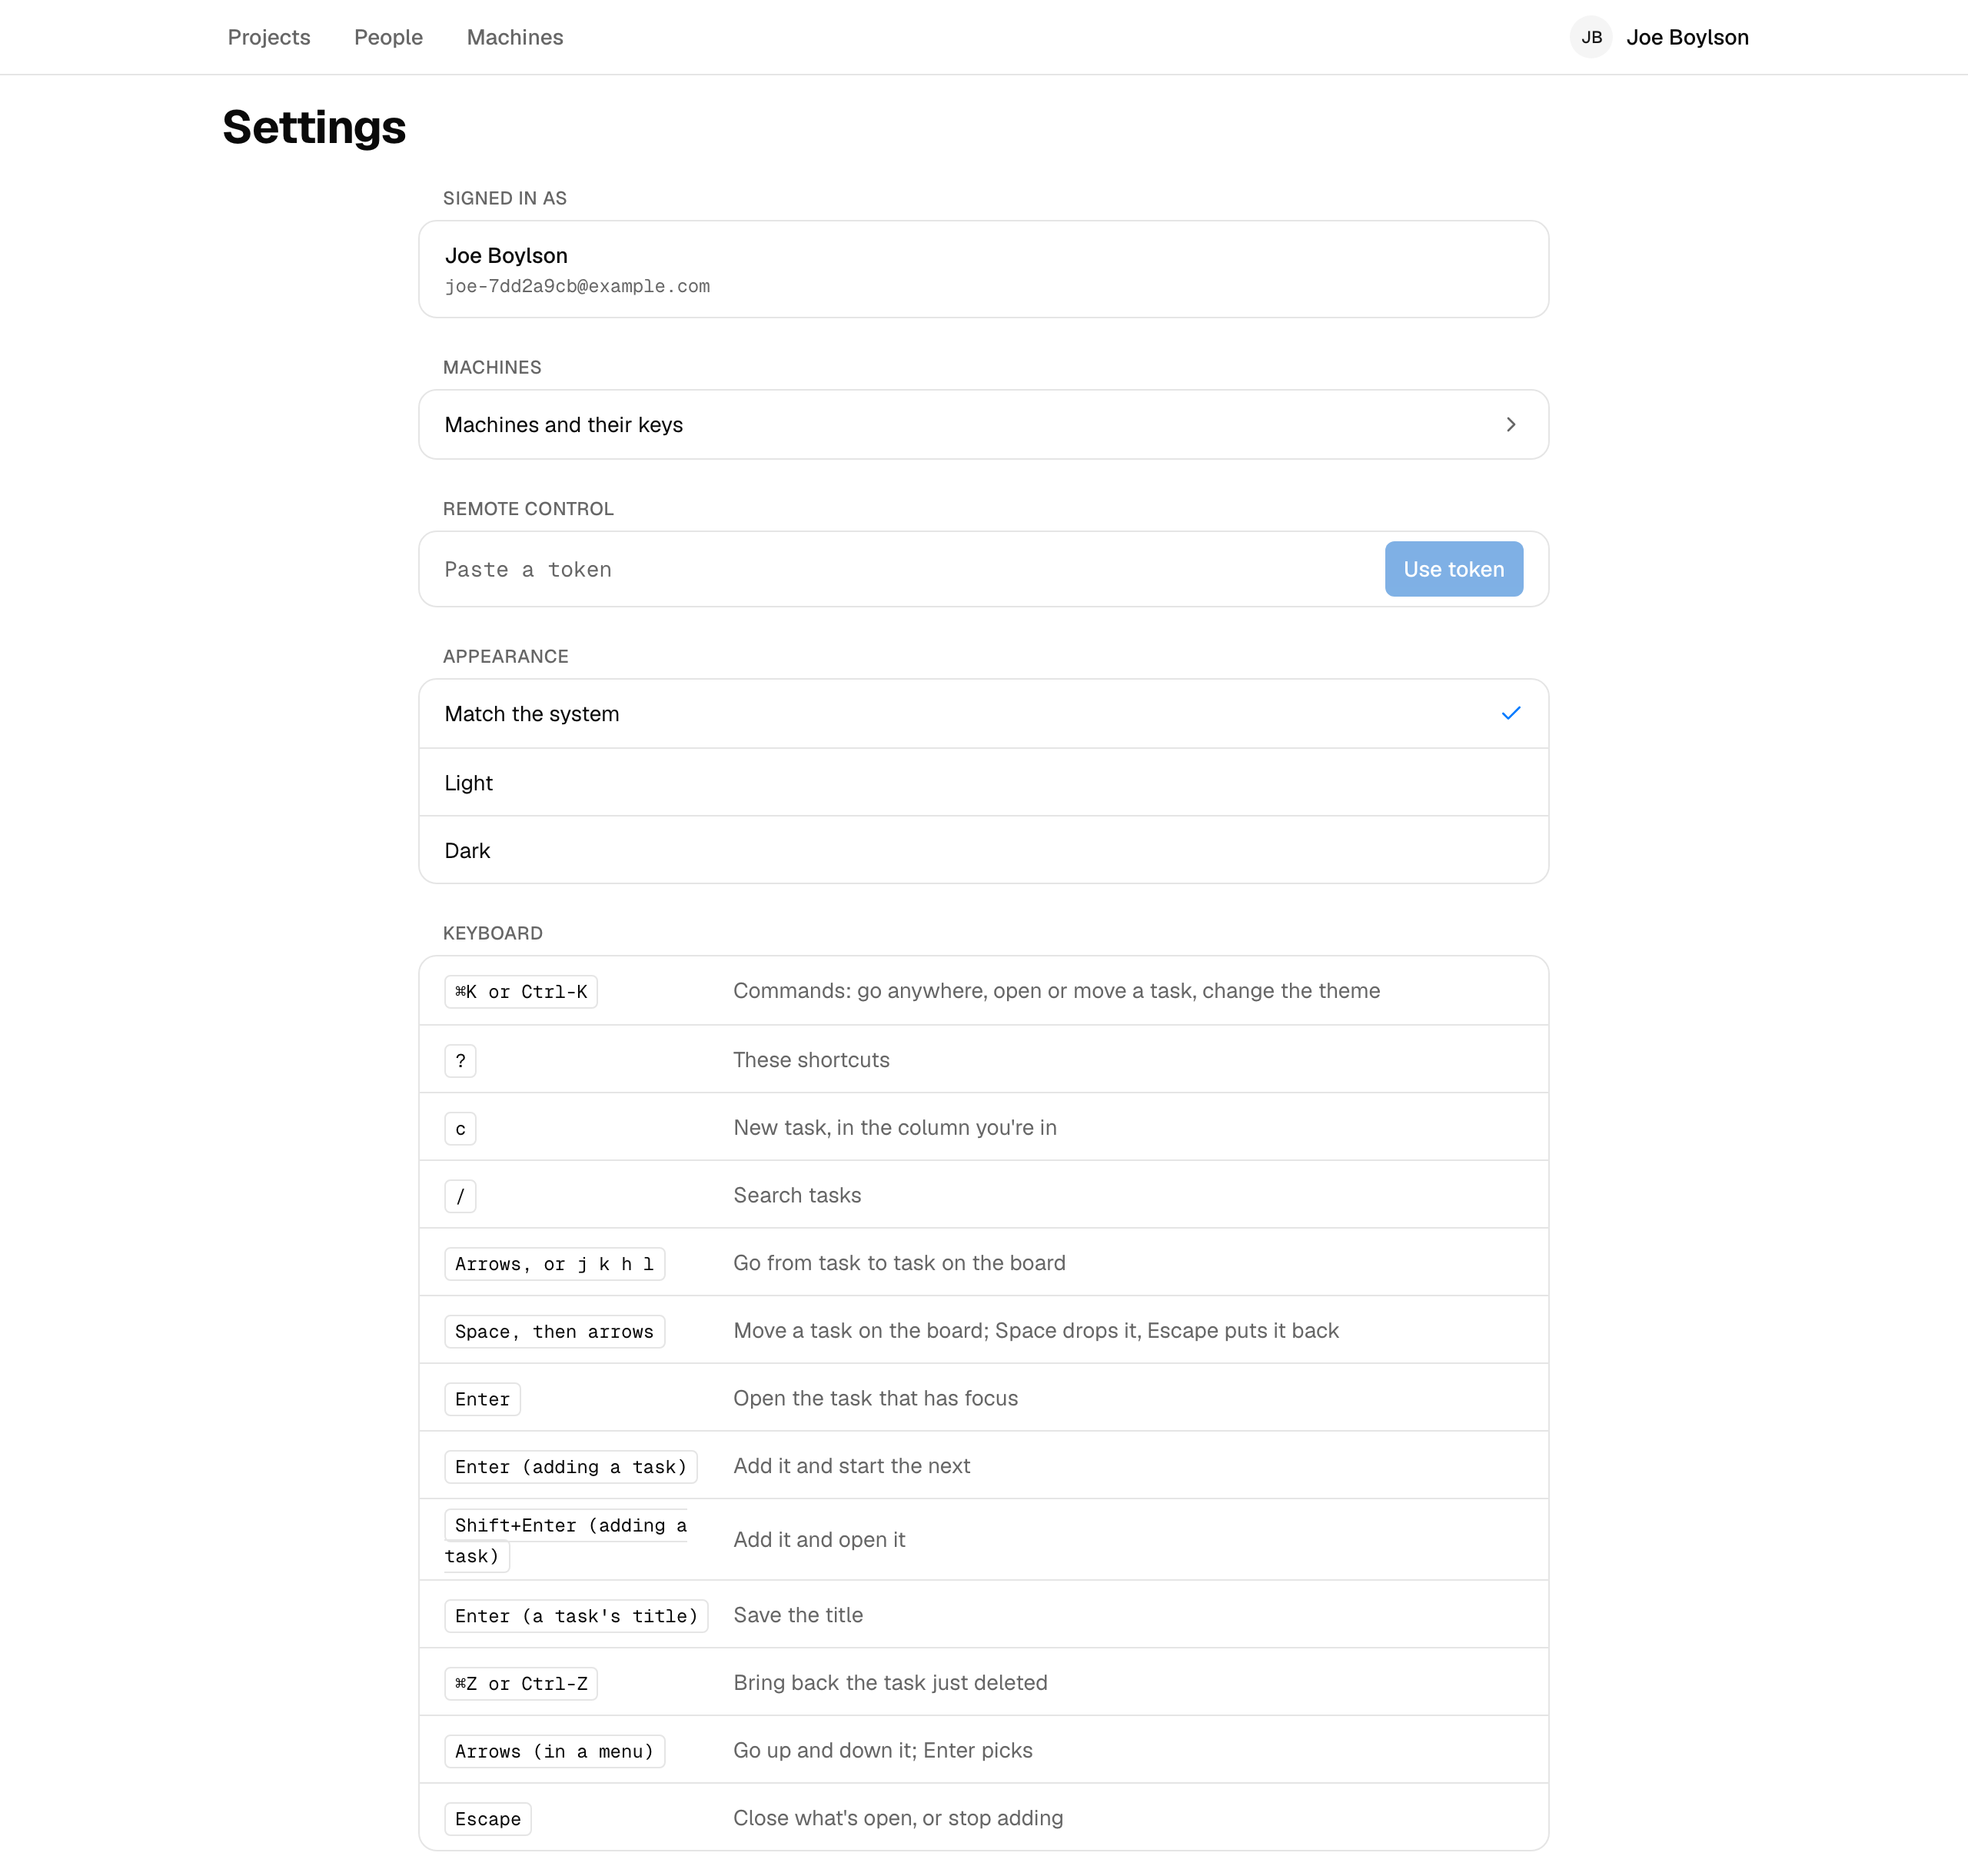 Projects People Machines JB Joe Boylson
Settings
SIGNED IN AS
Joe Boylson
joe-7dd2a9cb@example.com
MACHINES
Machines and their keys
REMOTE CONTROL
Paste a token Use token
APPEARANCE
Match the system
Light
Dark
KEYBOARD
⌘K or Ctrl-K Commands: go anywhere, open or move a task, change the theme
? These shortcuts
c New task, in the column you're in
/ Search tasks
Arrows, or j k h l Go from task to task on the board
Space, then arrows Move a task on the board; Space drops it, Escape puts it back
Enter Open the task that has focus
Enter (adding a task) Add it and start the next
Shift+Enter (adding a
task) Add it and open it
Enter (a task's title) Save the title
⌘Z or Ctrl-Z Bring back the task just deleted
Arrows (in a menu) Go up and down it; Enter picks
Escape Close what's open, or stop adding